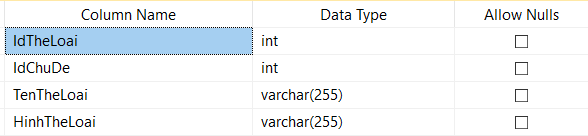 Column Name Data Type Allow Nulls
IdTheLoai int
IdChuDe int
TenTheLoai varchar(255)
HinhTheLoai varchar(255)